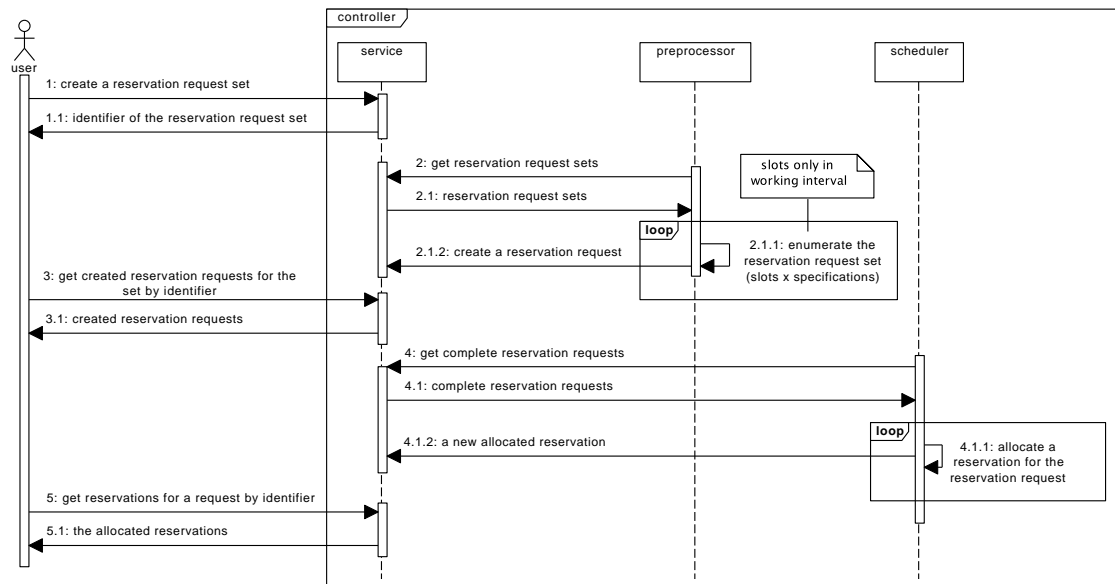 controller
service
preprocessor
scheduler
user
1: create a reservation request set
1.1: identifier of the reservation request set
2: get reservation request sets
slots only in
working interval
2.1: reservation request sets
loop
2.1.2: create a reservation request
2.1.1: enumerate the
reservation request set
(slots x specifications)
3: get created reservation requests for the
set by identifier
3.1: created reservation requests
4: get complete reservation requests
4.1: complete reservation requests
loop
4.1.2: a new allocated reservation
4.1.1: allocate a
reservation for the
reservation request
5: get reservations for a request by identifier
5.1: the allocated reservations